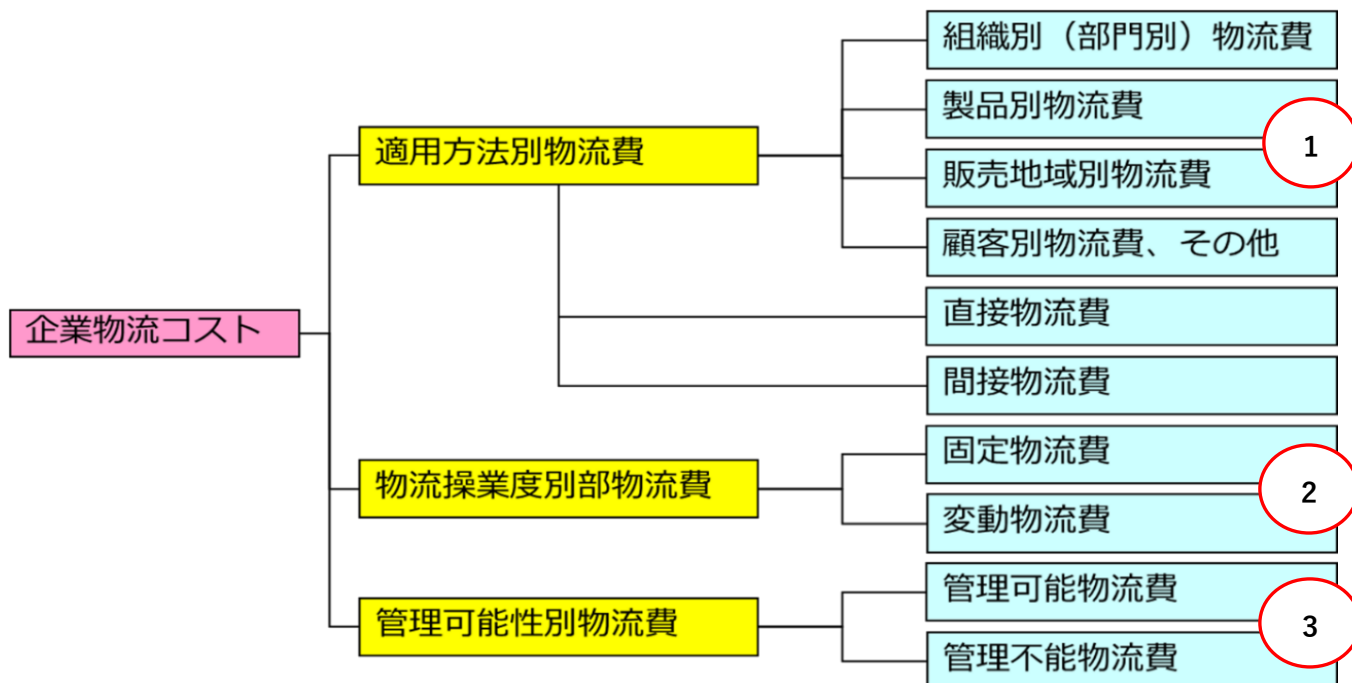 組織別（部門別）物流費
製品別物流費
1
適用方法別物流費
販売地域別物流費
顧客別物流費、その他
直接物流費
企業物流コスト
間接物流費
固定物流費
物流操業度別部物流費
2
変動物流費
管理可能物流費
管理可能性別物流費
3
管理不能物流費